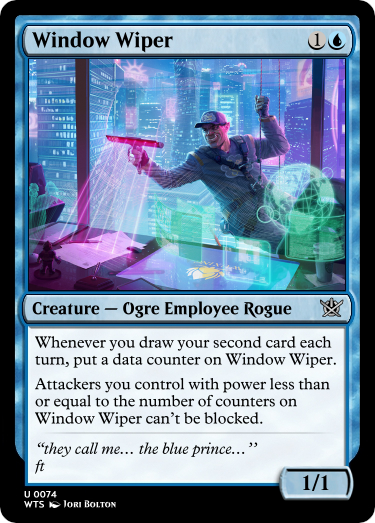 Window Wiper 1
Creature — Ogre Employee Rogue
Whenever you draw your second card each
turn, put a data counter on Window Wiper.
Attackers you control with power less than
or equal to the number of counters on
Window Wiper can't be blocked.
“they call me… the blue prince…’’
ft
1/1
U 0074
WTS Jori Bolton